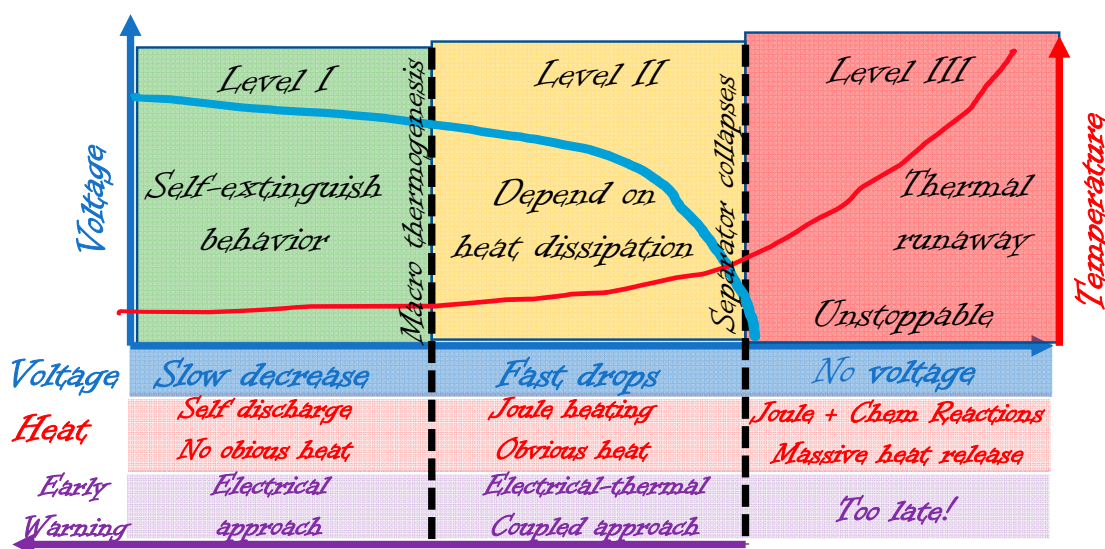 Level I
Level II
Level III
Self-extinguish
behavior
Macro thermogenesis
Depend on
heat dissipation
Separator collapses
Thermal
runaway
Unstoppable
Voltage
Temperature
Voltage
Slow decrease
Fast drops
No voltage
Heat
Self discharge
No obious heat
Joule heating
Obvious heat
Joule + Chem Reactions
Massive heat release
Early
Warning
Electrical
approach
Electrical-thermal
Coupled approach
Too late!